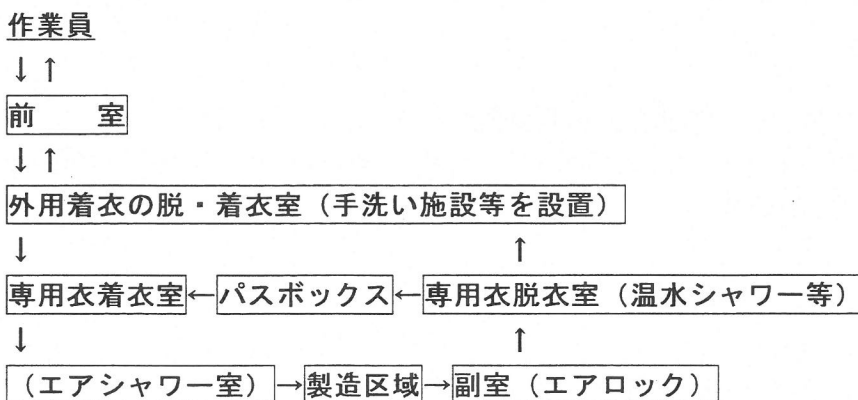 作業員
↓ ↑
前　　室
↓ ↑
外用着衣の脱・着衣室（手洗い施設等を設置）
↓ ↑
専用衣着衣室←パスボックス←専用衣脱衣室（温水シャワー等）
↓ ↑
（エアシャワー室）→製造区域→副室（エアロック）